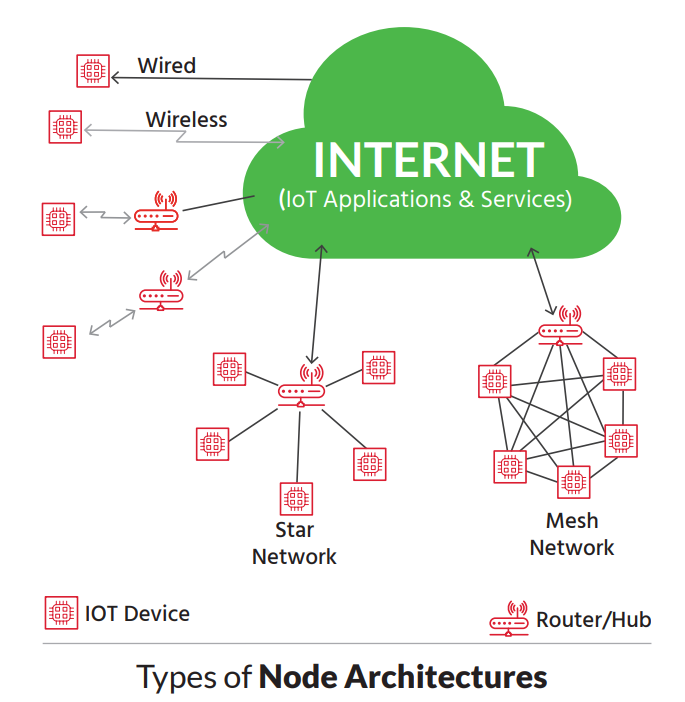 Wired
Wireless
INTERNET
(IoT Applications & Services)
Star
Network
Mesh
Network
IOT Device
Router/Hub
Types of Node Architectures